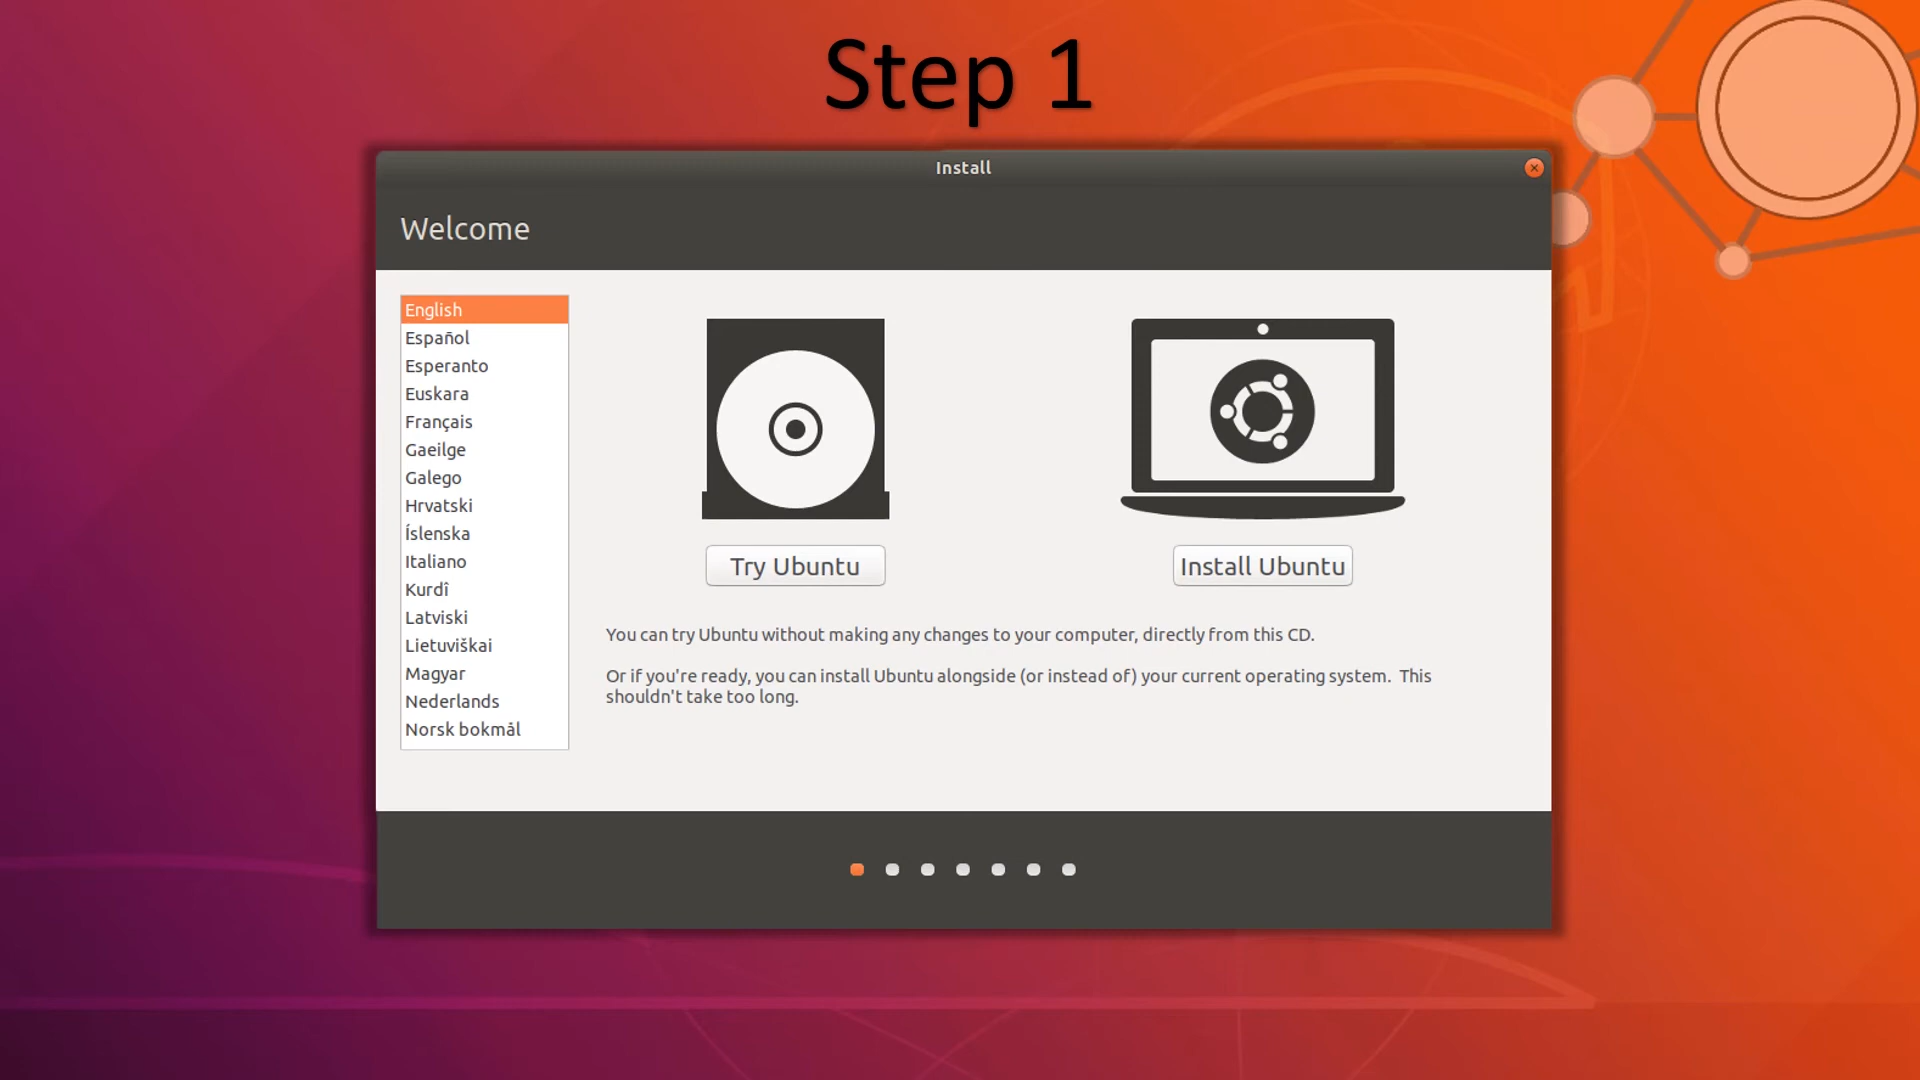 Step 1
Install
Welcome
English
Español
Esperanto
Euskara
Français
Gaeilge
Galego
Hrvatski
Íslenska
Italiano
Kurdî
Latviski
Lietuviškai
Magyar
Nederlands
Norsk bokmål
Try Ubuntu
Install Ubuntu
You can try Ubuntu without making any changes to your computer, directly from this CD.
Or if you're ready, you can install Ubuntu alongside (or instead of) your current operating system.  This
shouldn't take too long.